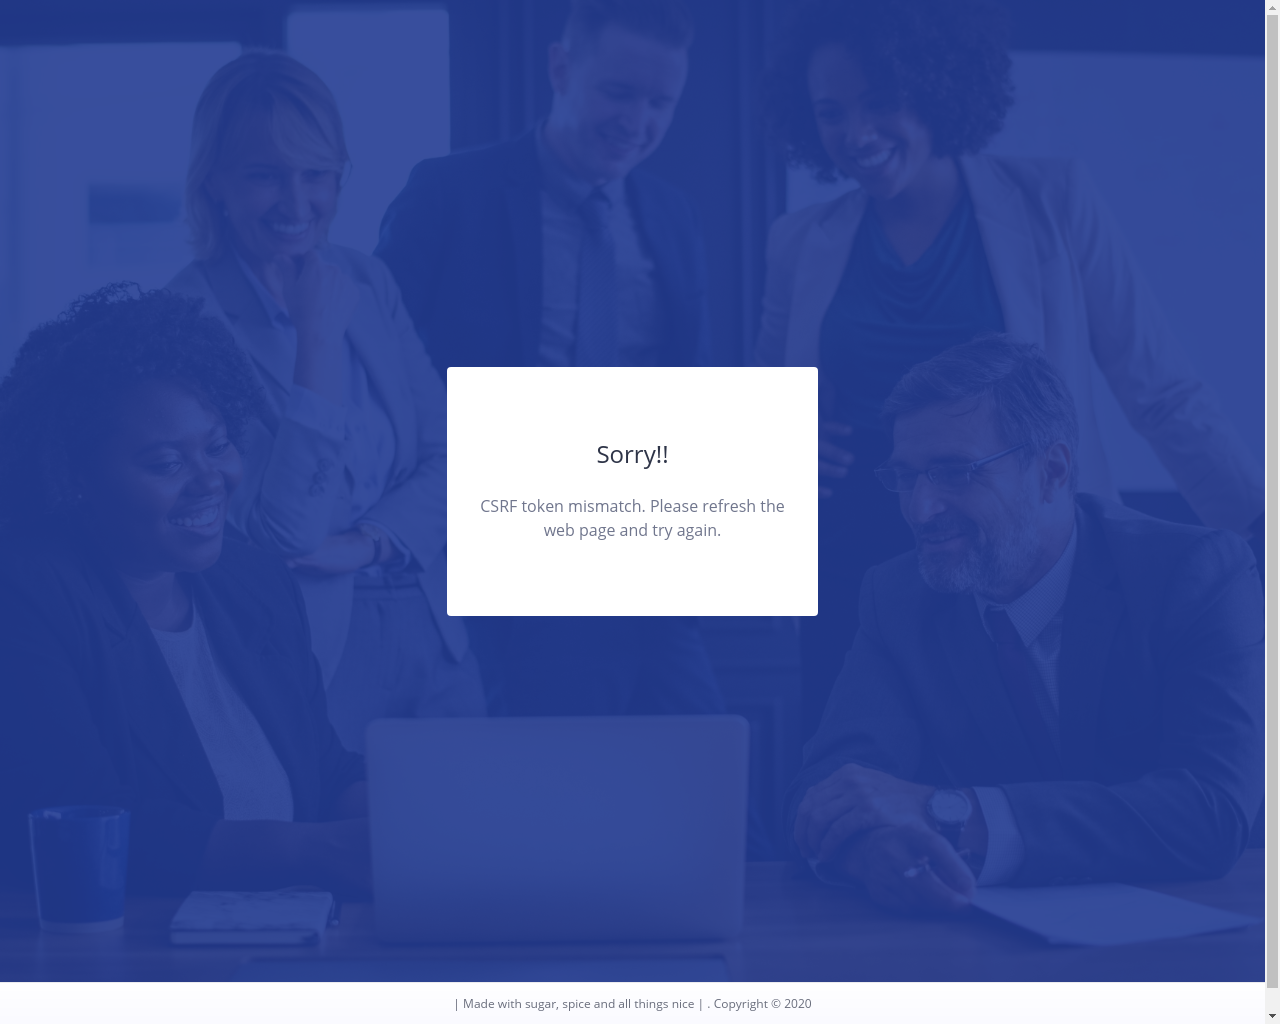 Sorry!!
CSRF token mismatch. Please refresh the
web page and try again.
| Made with sugar, spice and all things nice | . Copyright © 2020